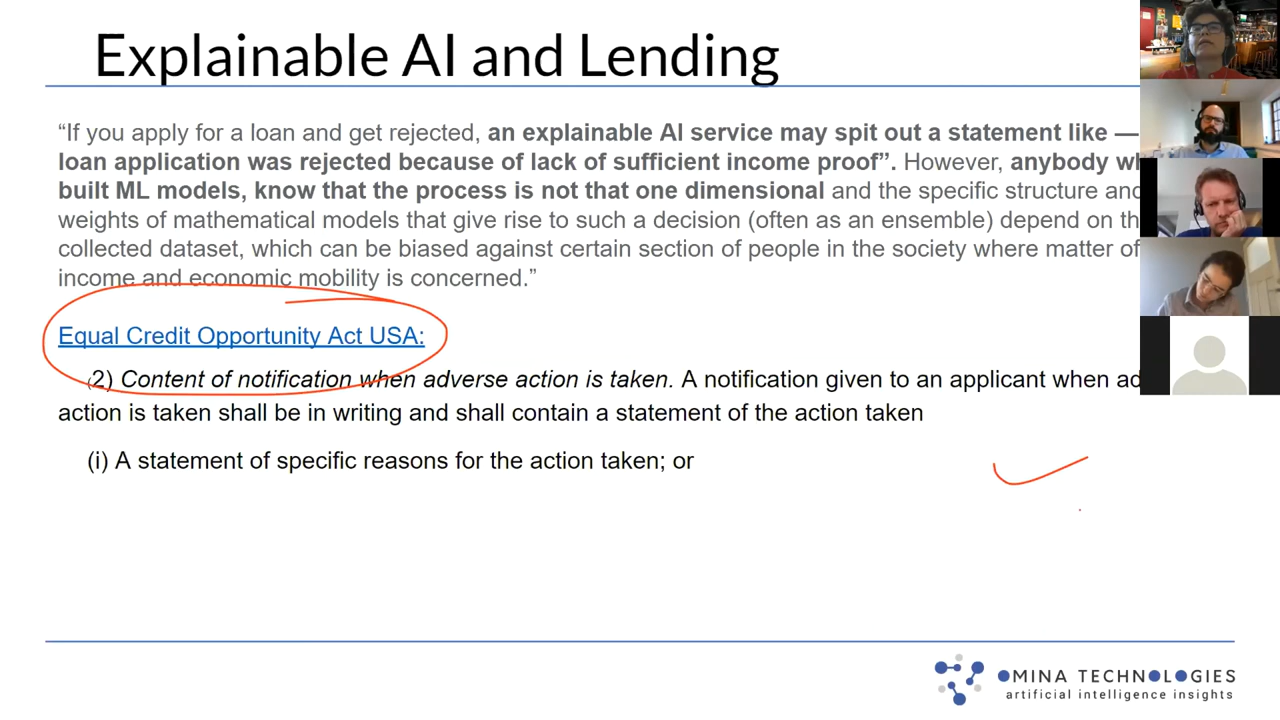 Explainable AI and Lending
“If you apply for a loan and get rejected, an explainable AI service may spit out a statement like —
loan application was rejected because of lack of sufficient income proof”. However, anybody
built ML models, know that the process is not that one dimensional and the specific structure and
weights of mathematical models that give rise to such a decision (often as an ensemble) depend on
collected dataset, which can be biased against certain section of people in the society where matter of
income and economic mobility is concerned.”
Equal Credit Opportunity Act USA:
(2) Content of notification when adverse action is taken. A notification given to an applicant when
action is taken shall be in writing and shall contain a statement of the action taken
(i) A statement of specific reasons for the action taken; or
OMINA TECHNOLOGIES
artificial intelligence insights